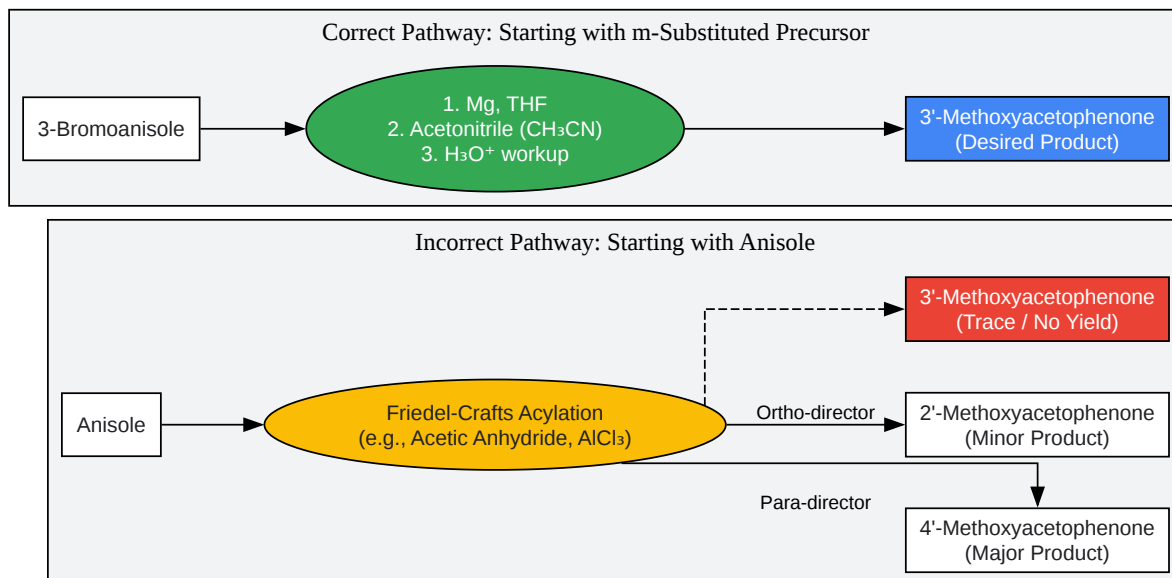 Correct Pathway: Starting with m-Substituted Precursor
3-Bromoanisole
1. Mg, THF
2. Acetonitrile (CH₃CN)
3. H₃O⁺ workup
3'-Methoxyacetophenone
(Desired Product)
Incorrect Pathway: Starting with Anisole
3'-Methoxyacetophenone
(Trace / No Yield)
Anisole
Friedel-Crafts Acylation
(e.g., Acetic Anhydride, AlCl₃)
Ortho-director
2'-Methoxyacetophenone
(Minor Product)
Para-director
4'-Methoxyacetophenone
(Major Product)